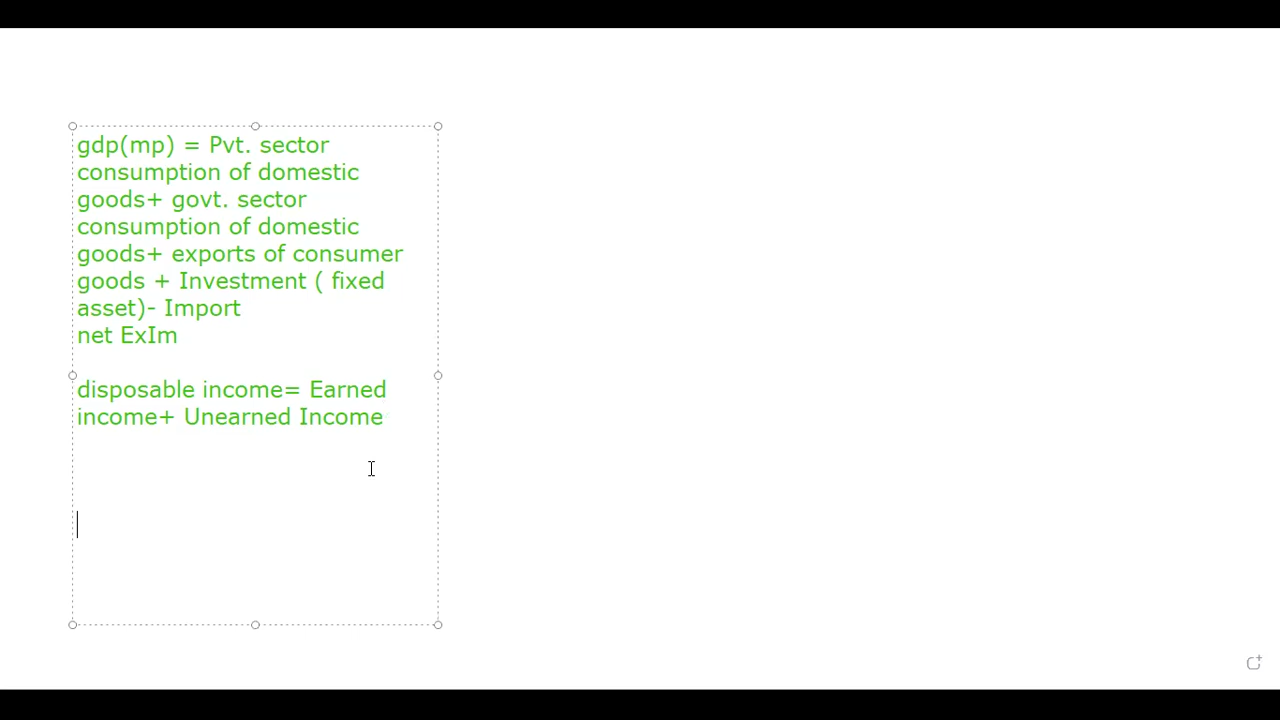 gdp(mp) = Pvt. sector
consumption of domestic
goods+ govt. sector
consumption of domestic
goods+ exports of consumer
goods + Investment ( fixed
asset)- Import
net ExIm
disposable income= Earned
income+ Unearned Income